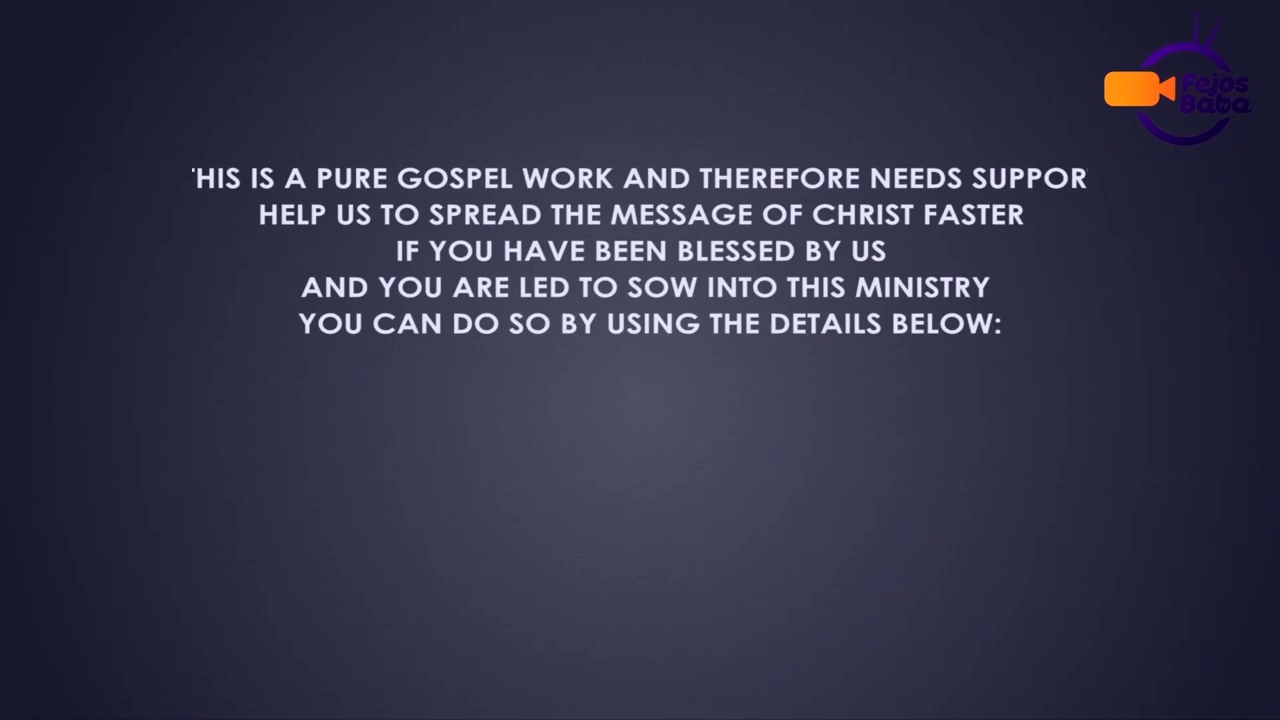 Fejos
Baba
TV
HIS IS A PURE GOSPEL WORK AND THEREFORE NEEDS SUPPOR
HELP US TO SPREAD THE MESSAGE OF CHRIST FASTER
IF YOU HAVE BEEN BLESSED BY US
AND YOU ARE LED TO SOW INTO THIS MINISTRY
YOU CAN DO SO BY USING THE DETAILS BELOW: